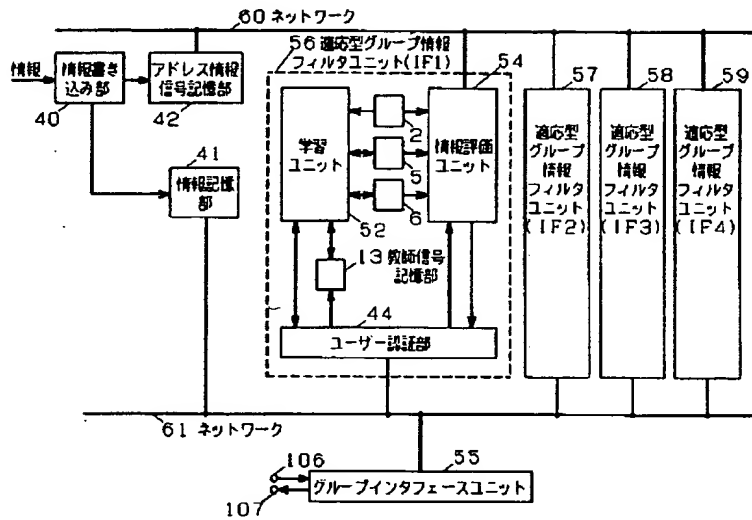 60 ネットワーク
56 適応型グループ情報
フィルタユニット(IF1)
54
57
58
59
情報
情報書き
込み部
40
アドレス情報
信号記憶部
42
41
情報記憶
部
学習
ユニット
52
2
5
6
情報評価
ユニット
13 教師信号
記憶部
44
ユーザー認証部
適応型
グループ
情報
フィルタ
ユニット
(IF2)
適応型
グループ
情報
フィルタ
ユニット
(IF3)
適応型
グループ
情報
フィルタ
ユニット
(IF4)
61 ネットワーク
106
107
55
グループインタフェースユニット